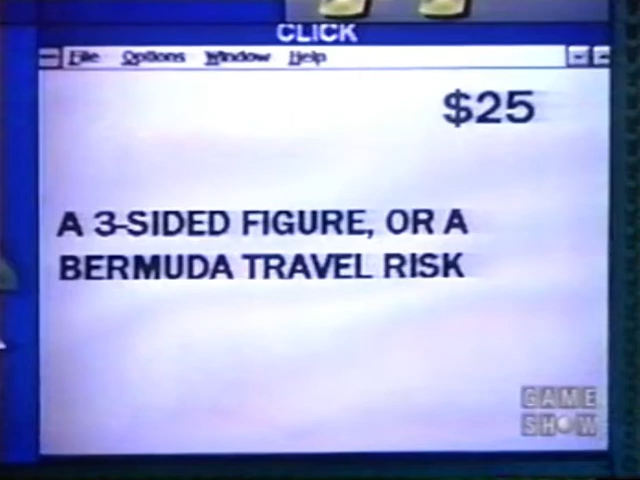 CLICK
File Options Window Help
$25
A 3-SIDED FIGURE, OR A
BERMUDA TRAVEL RISK
GAME
SHOW